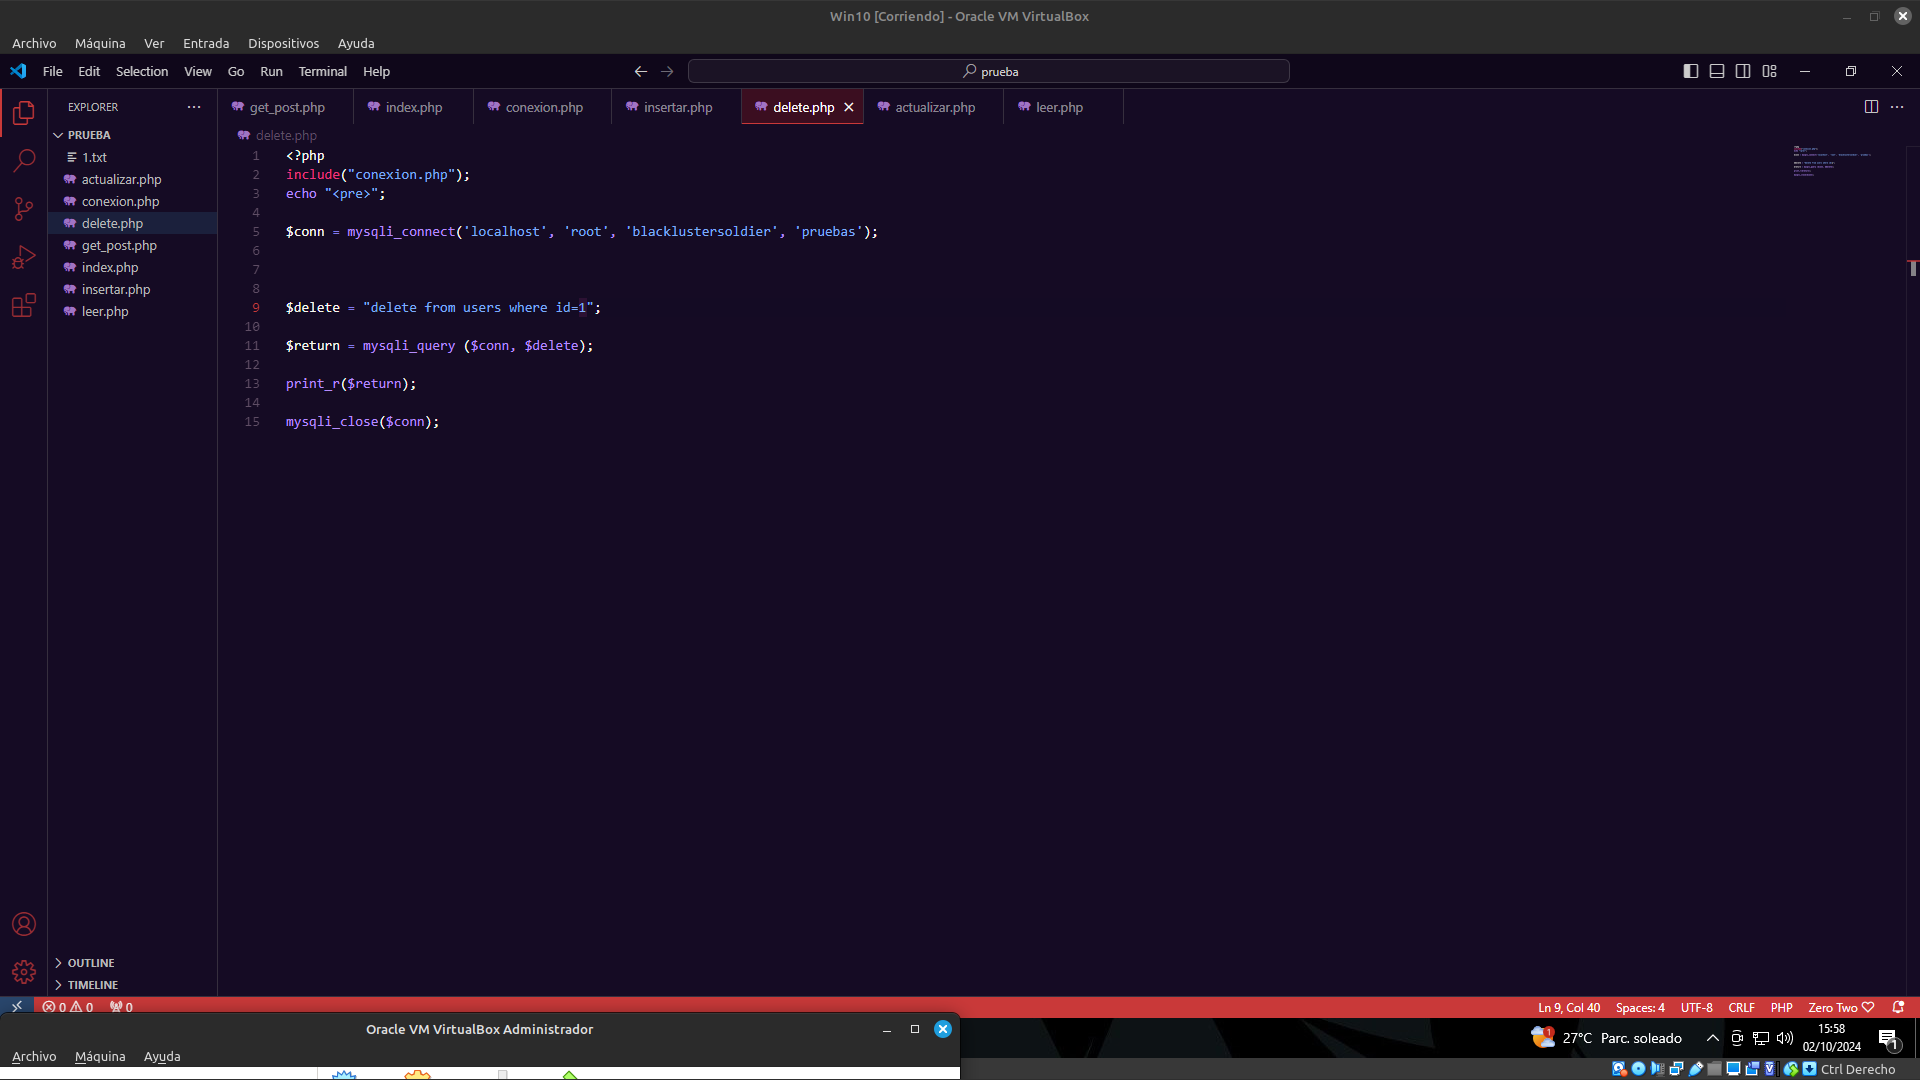 Win10 [Corriendo] - Oracle VM VirtualBox
Archivo Máquina Ver Entrada Dispositivos Ayuda
File Edit Selection View Go Run Terminal Help
prueba
EXPLORER
get_post.php index.php conexion.php insertar.php delete.php actualizar.php leer.php
PRUEBA
delete.php
1.txt
actualizar.php
conexion.php
delete.php
get_post.php
index.php
insertar.php
leer.php
1 <?php
2 include("conexion.php");
3 echo "<pre>";
4
5 $conn = mysqli_connect('localhost', 'root', 'blacklustersoldier', 'pruebas');
6
7
8
9 $delete = "delete from users where id=1";
10
11 $return = mysqli_query ($conn, $delete);
12
13 print_r($return);
14
15 mysqli_close($conn);
OUTLINE
TIMELINE
0 0 0
Ln 9, Col 40 Spaces: 4 UTF-8 CRLF PHP Zero Two ♡
Oracle VM VirtualBox Administrador
Archivo Máquina Ayuda
1 27°C Parc. soleado
15:58
02/10/2024
1
Ctrl Derecho